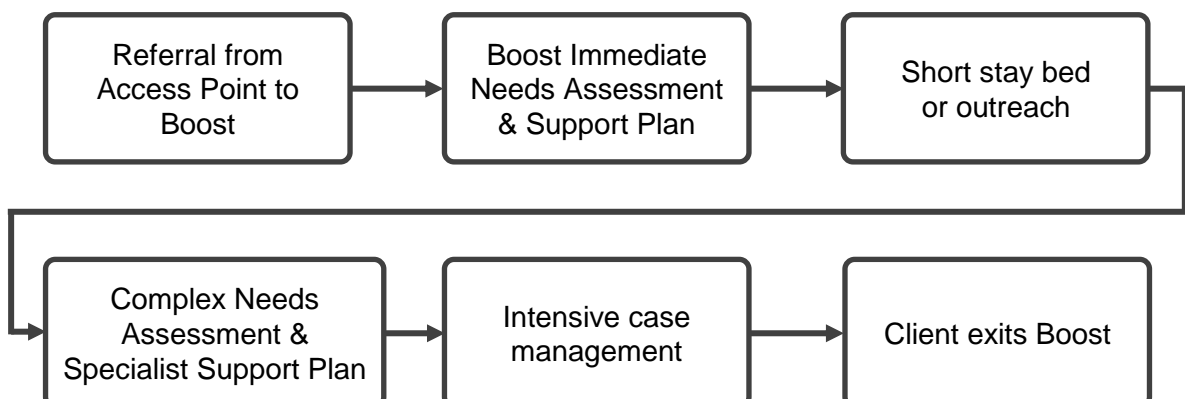 Referral from
Access Point to
Boost
Boost Immediate
Needs Assessment
& Support Plan
Short stay bed
or outreach
Complex Needs
Assessment &
Specialist Support Plan
Intensive case
management
Client exits Boost